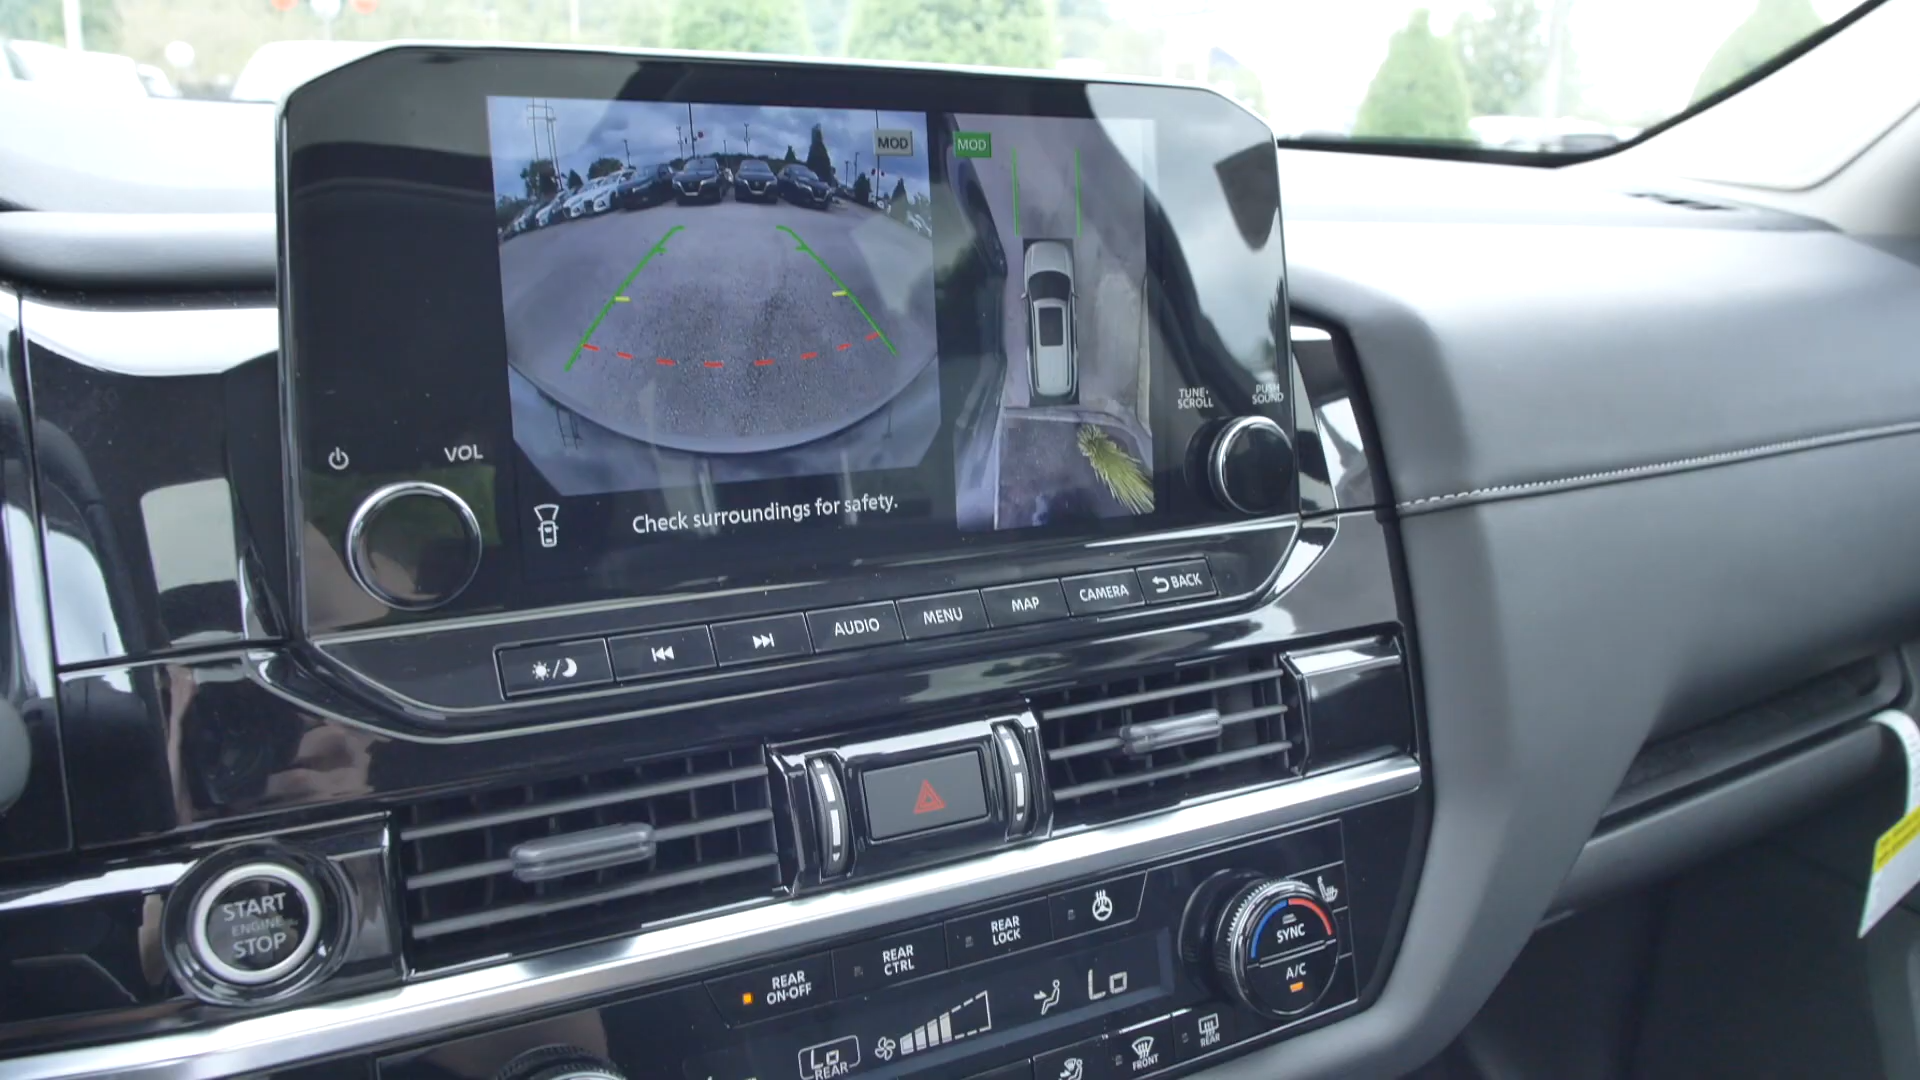 MOD
MOD
TUNE•
SCROLL
PUSH
SOUND
VOL
Check surroundings for safety.
AUDIO
MENU
MAP
CAMERA
BACK
START
ENGINE
STOP
REAR
ON-OFF
REAR
CTRL
REAR
LOCK
SYNC
A/C
Lo
Lo
REAR
FRONT
REAR